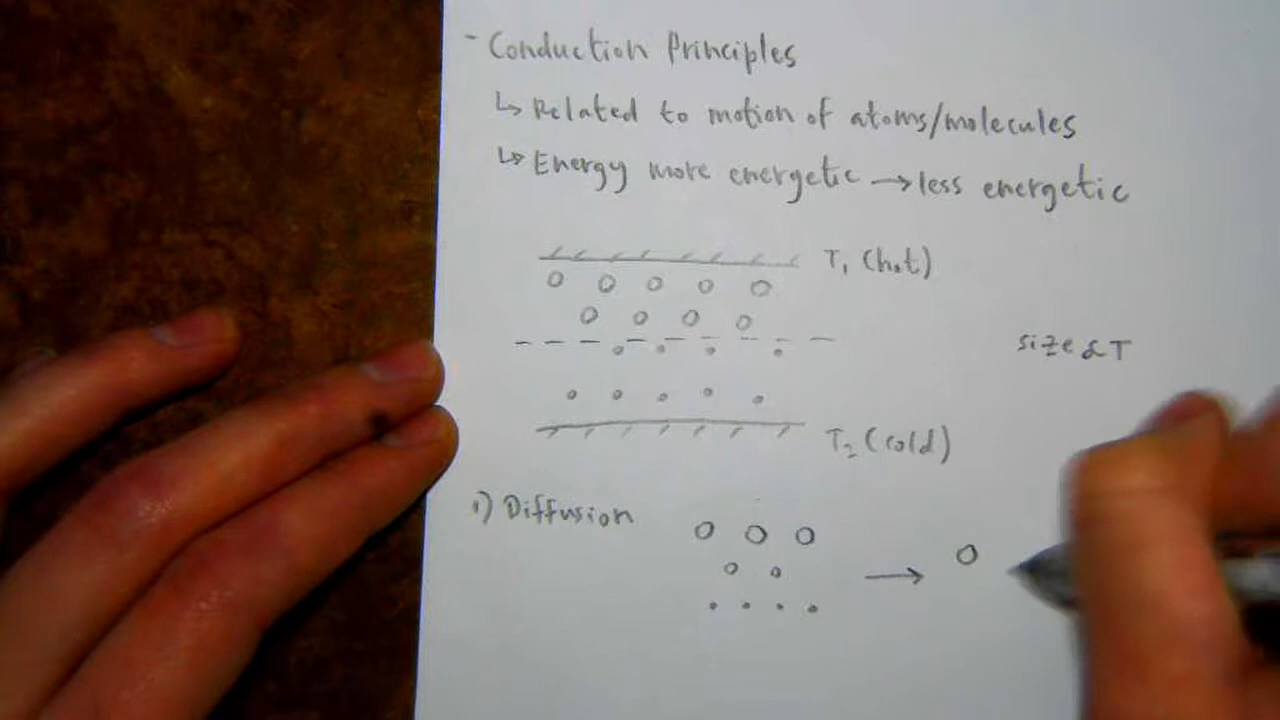 - Conduction Principles
↳ Related to motion of atoms/molecules
↳ Energy more energetic → less energetic
T₁ (hot)
size α T
T₂ (cold)
1) Diffusion